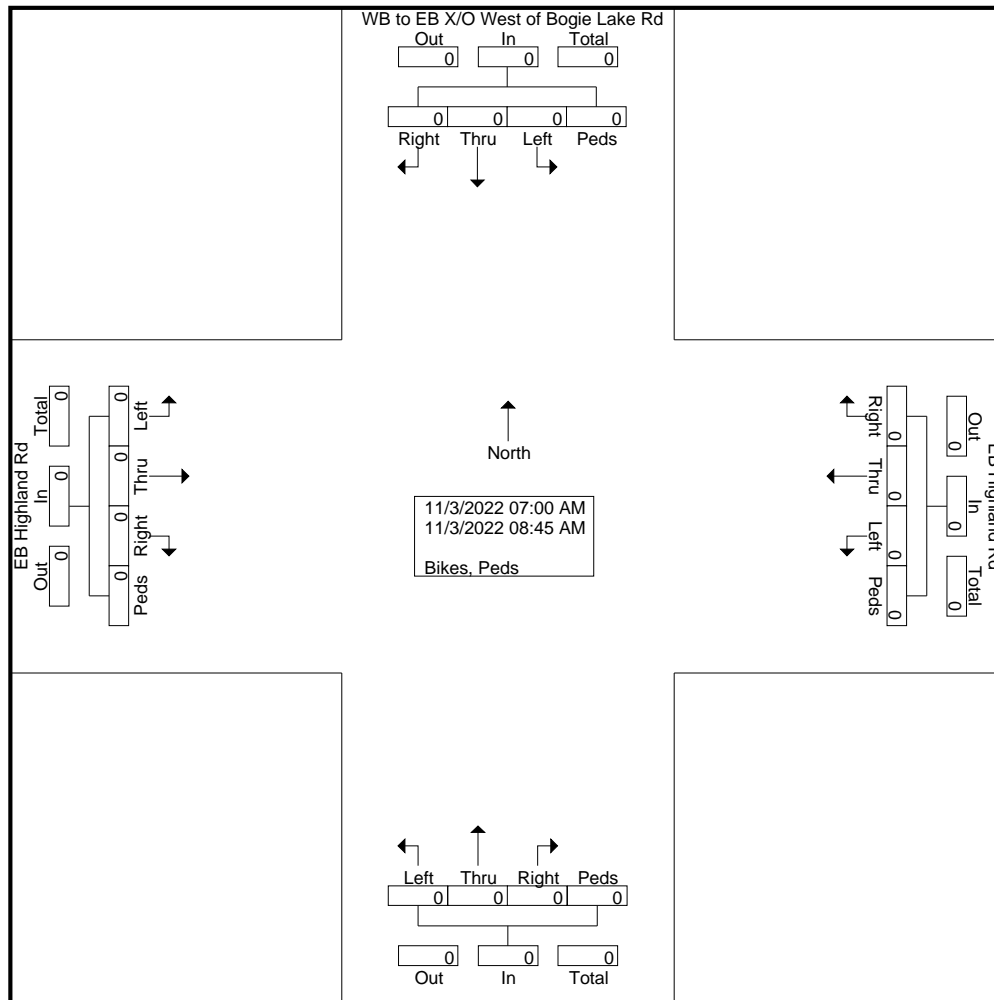 WB to EB X/O West of Bogie Lake Rd
Out In Total
0 0 0
0 0 0 0
Right Thru Left Peds
EB Highland Rd
Total In Out
0 0 0
0 0 0 0
Left Thru Right Peds
North
11/3/2022 07:00 AM
11/3/2022 08:45 AM
Bikes, Peds
Right Thru Left Peds
0 0 0 0
Out In Total
0 0 0
EB Highland Rd
Left Thru Right Peds
0 0 0 0
0 0 0
Out In Total